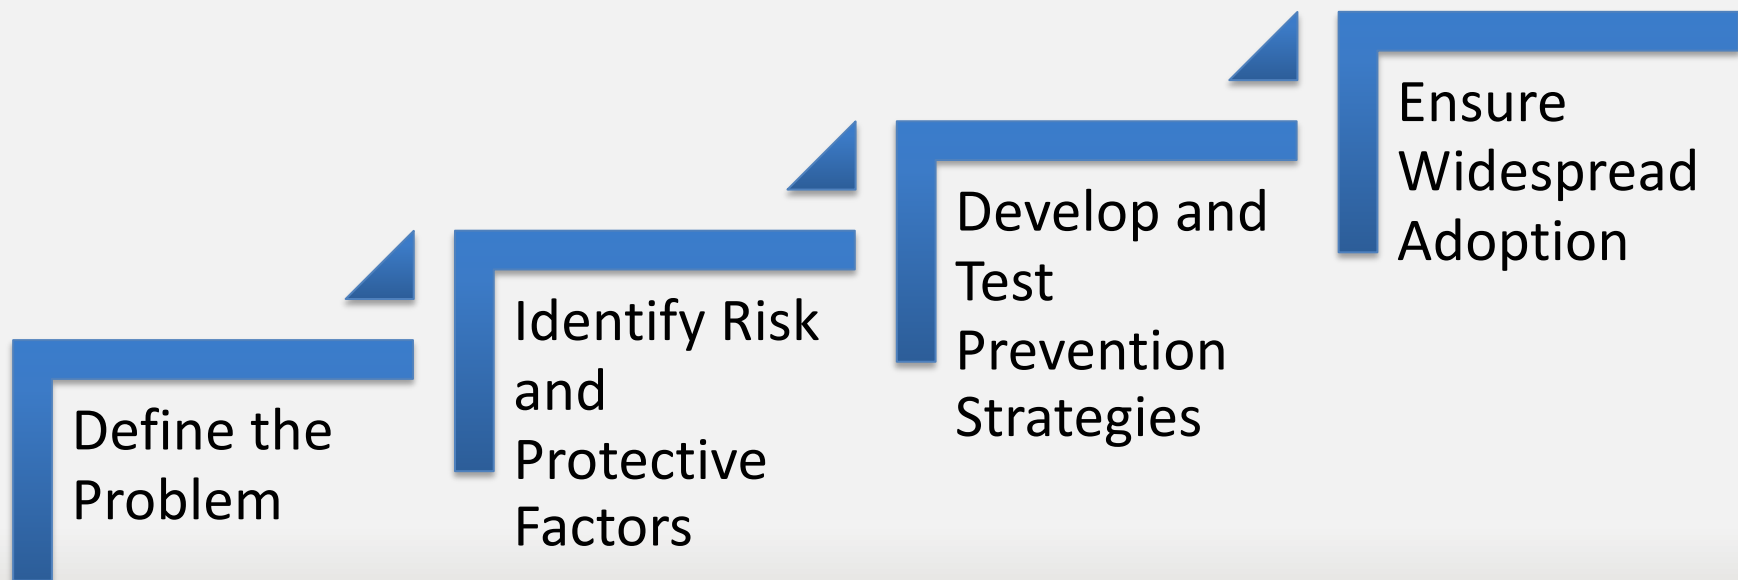 Define the
Problem
Identify Risk
and
Protective
Factors
Develop and
Test
Prevention
Strategies
Ensure
Widespread
Adoption